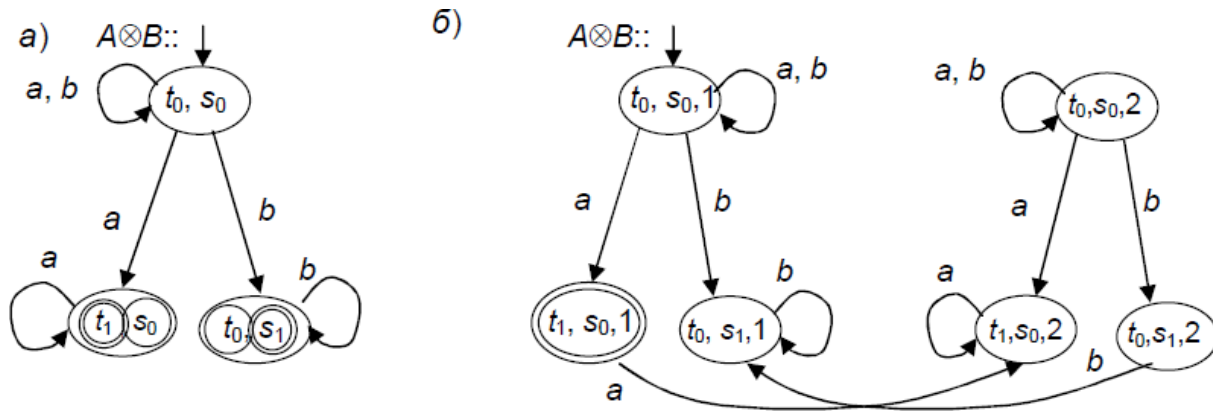 а) A⊗B::
a, b
t₀, s₀
a b
a b
t₁ s₀ t₀, s₁
б) A⊗B::
a, b a, b
t₀, s₀,1 t₀,s₀,2
a b a b
b a
t₁, s₀,1 t₀, s₁,1 t₁,s₀,2 t₀,s₁,2
a b